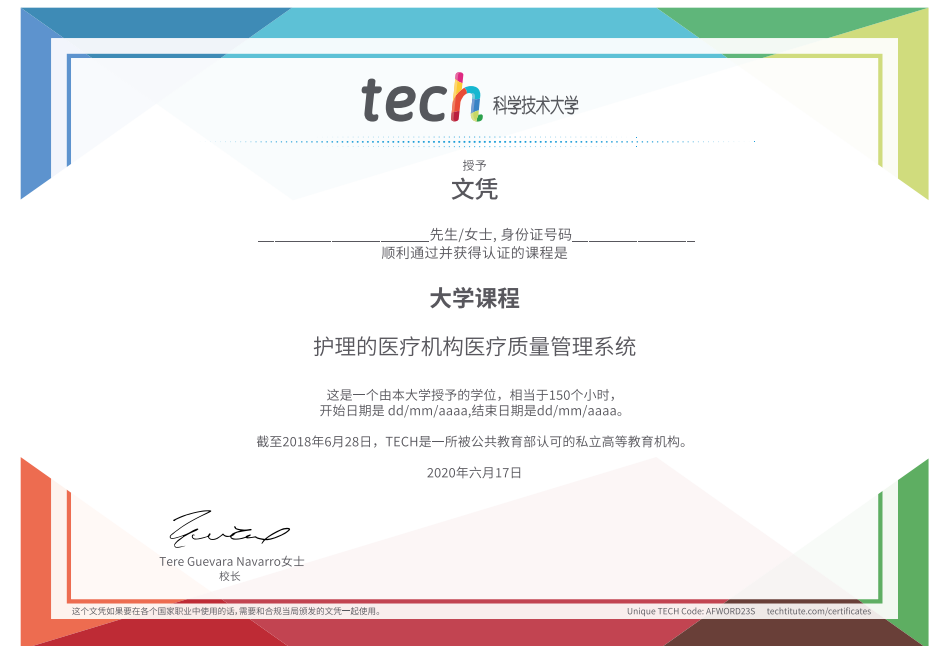 tech 科学技术大学
授予
文凭
________________________先生/女士, 身份证号码_________________
顺利通过并获得认证的课程是
大学课程
护理的医疗机构医疗质量管理系统
这是一个由本大学授予的学位，相当于150个小时，
开始日期是 dd/mm/aaaa,结束日期是dd/mm/aaaa。
截至2018年6月28日，TECH是一所被公共教育部认可的私立高等教育机构。
2020年六月17日
Tere Guevara Navarro女士
校长
这个文凭如果要在各个国家职业中使用的话,需要和合规当局颁发的文凭一起使用。
Unique TECH Code: AFWORD23S techtitute.com/certificates